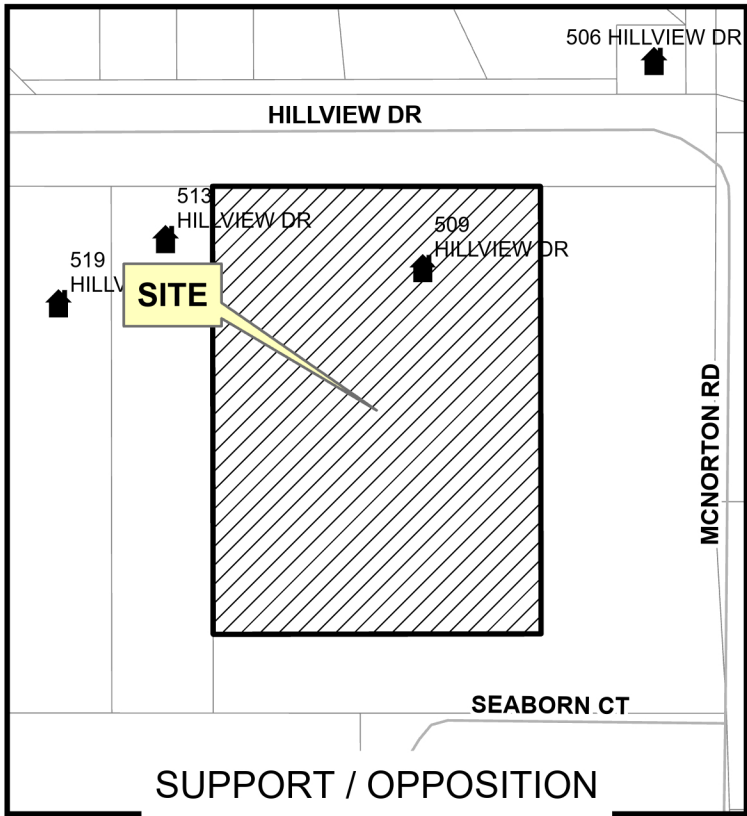 506 HILLVIEW DR
HILLVIEW DR
513
HILLVIEW DR
509
HILLVIEW DR
519
HILLV
SITE
MCNORTON RD
SEABORN CT
SUPPORT / OPPOSITION